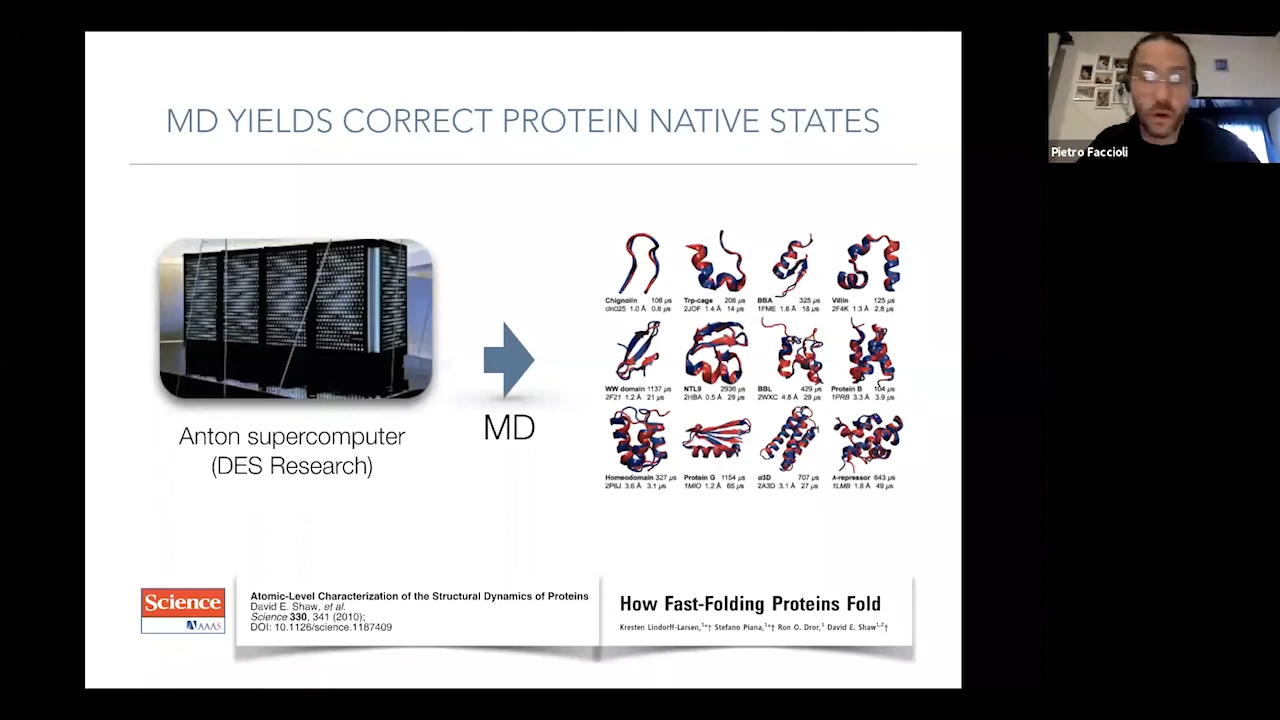 MD YIELDS CORRECT PROTEIN NATIVE STATES
Pietro Faccioli
Anton supercomputer
(DES Research)
MD
Chignolin 106 µs
cln025 1.0 Å 0.6 µs
Trp-cage 208 µs
2JOF 1.4 Å 14 µs
BBA 325 µs
1FME 1.6 Å 18 µs
Villin 125 µs
2F4K 1.3 Å 2.8 µs
WW domain 1137 µs
2F21 1.2 Å 21 µs
NTL9 2936 µs
2HBA 0.5 Å 29 µs
BBL 429 µs
2WXC 4.8 Å 29 µs
Protein B 104 µs
1PRB 3.3 Å 3.9 µs
Homeodomain 327 µs
2P6J 3.6 Å 3.1 µs
Protein G 1154 µs
1MIO 1.2 Å 65 µs
α3D 707 µs
2A3D 3.1 Å 27 µs
λ-repressor 643 µs
1LMB 1.8 Å 49 µs
Science
AAAS
Atomic-Level Characterization of the Structural Dynamics of Proteins
David E. Shaw, et al.
Science 330, 341 (2010);
DOI: 10.1126/science.1187409
How Fast-Folding Proteins Fold
Kresten Lindorff-Larsen,1*† Stefano Piana,1*† Ron O. Dror,1 David E. Shaw1,2†